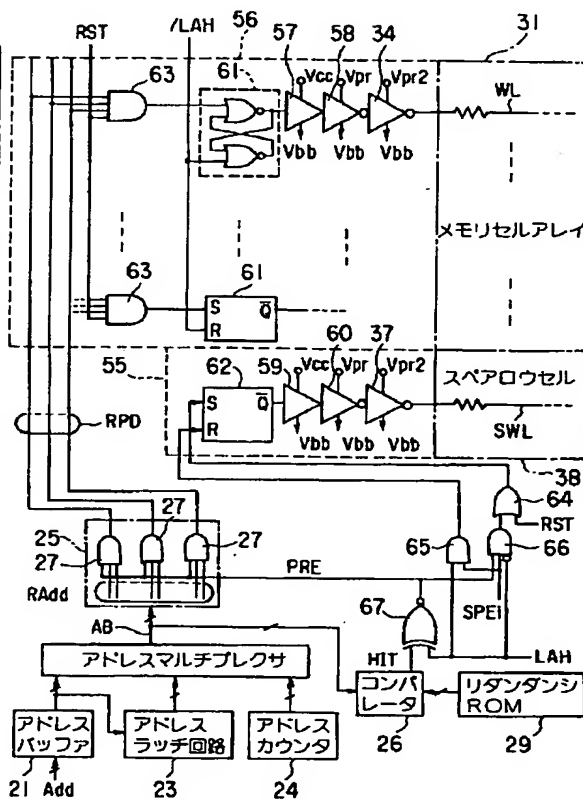 RST /LAH 56 31
63 61 57 Vcc 58 Vpr 34 Vpr2
WL
Vbb Vbb Vbb
メモリセルアレイ
63 61
S Q
R
55 62 59 Vcc 60 Vpr 37 Vpr2
スペアロウセル
S Q
R
Vbb Vbb Vbb
SWL
RPD
38
64
RST
25 27 27 27
65 66
PRE
RAdd
67
SPEI
AB
HIT
LAH
アドレスマルチプレクサ
コンパレータ
リダンダンシROM
アドレスバッファ
アドレスラッチ回路
アドレスカウンタ
26 29
21 Add 23 24